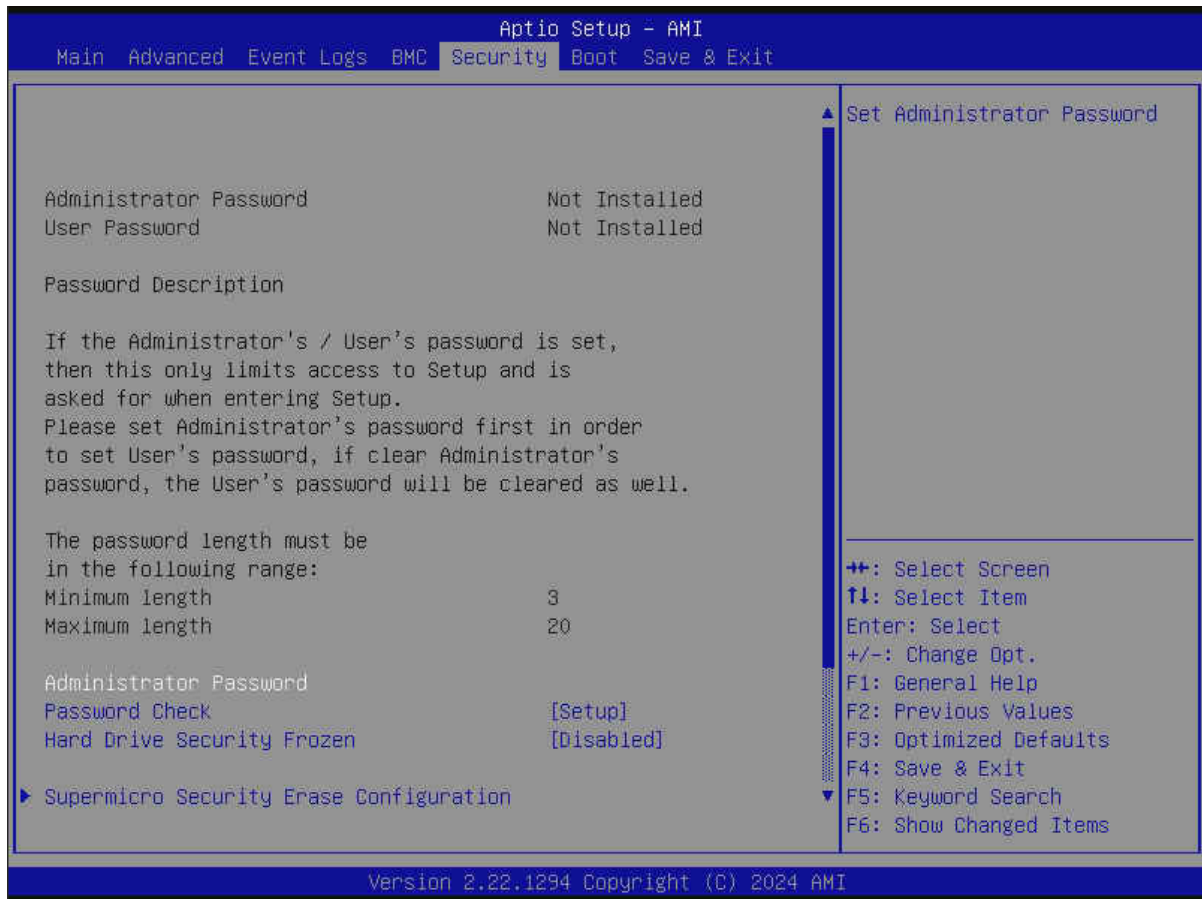 Aptio Setup – AMI
Main Advanced Event Logs BMC Security Boot Save & Exit
Administrator Password Not Installed
User Password Not Installed
Password Description
If the Administrator's / User's password is set,
then this only limits access to Setup and is
asked for when entering Setup.
Please set Administrator's password first in order
to set User's password, if clear Administrator's
password, the User's password will be cleared as well.
The password length must be
in the following range:
Minimum length 3
Maximum length 20
Administrator Password
Password Check [Setup]
Hard Drive Security Frozen [Disabled]
▶ Supermicro Security Erase Configuration
Set Administrator Password
→←: Select Screen
↑↓: Select Item
Enter: Select
+/-: Change Opt.
F1: General Help
F2: Previous Values
F3: Optimized Defaults
F4: Save & Exit
F5: Keyword Search
F6: Show Changed Items
Version 2.22.1294 Copyright (C) 2024 AMI